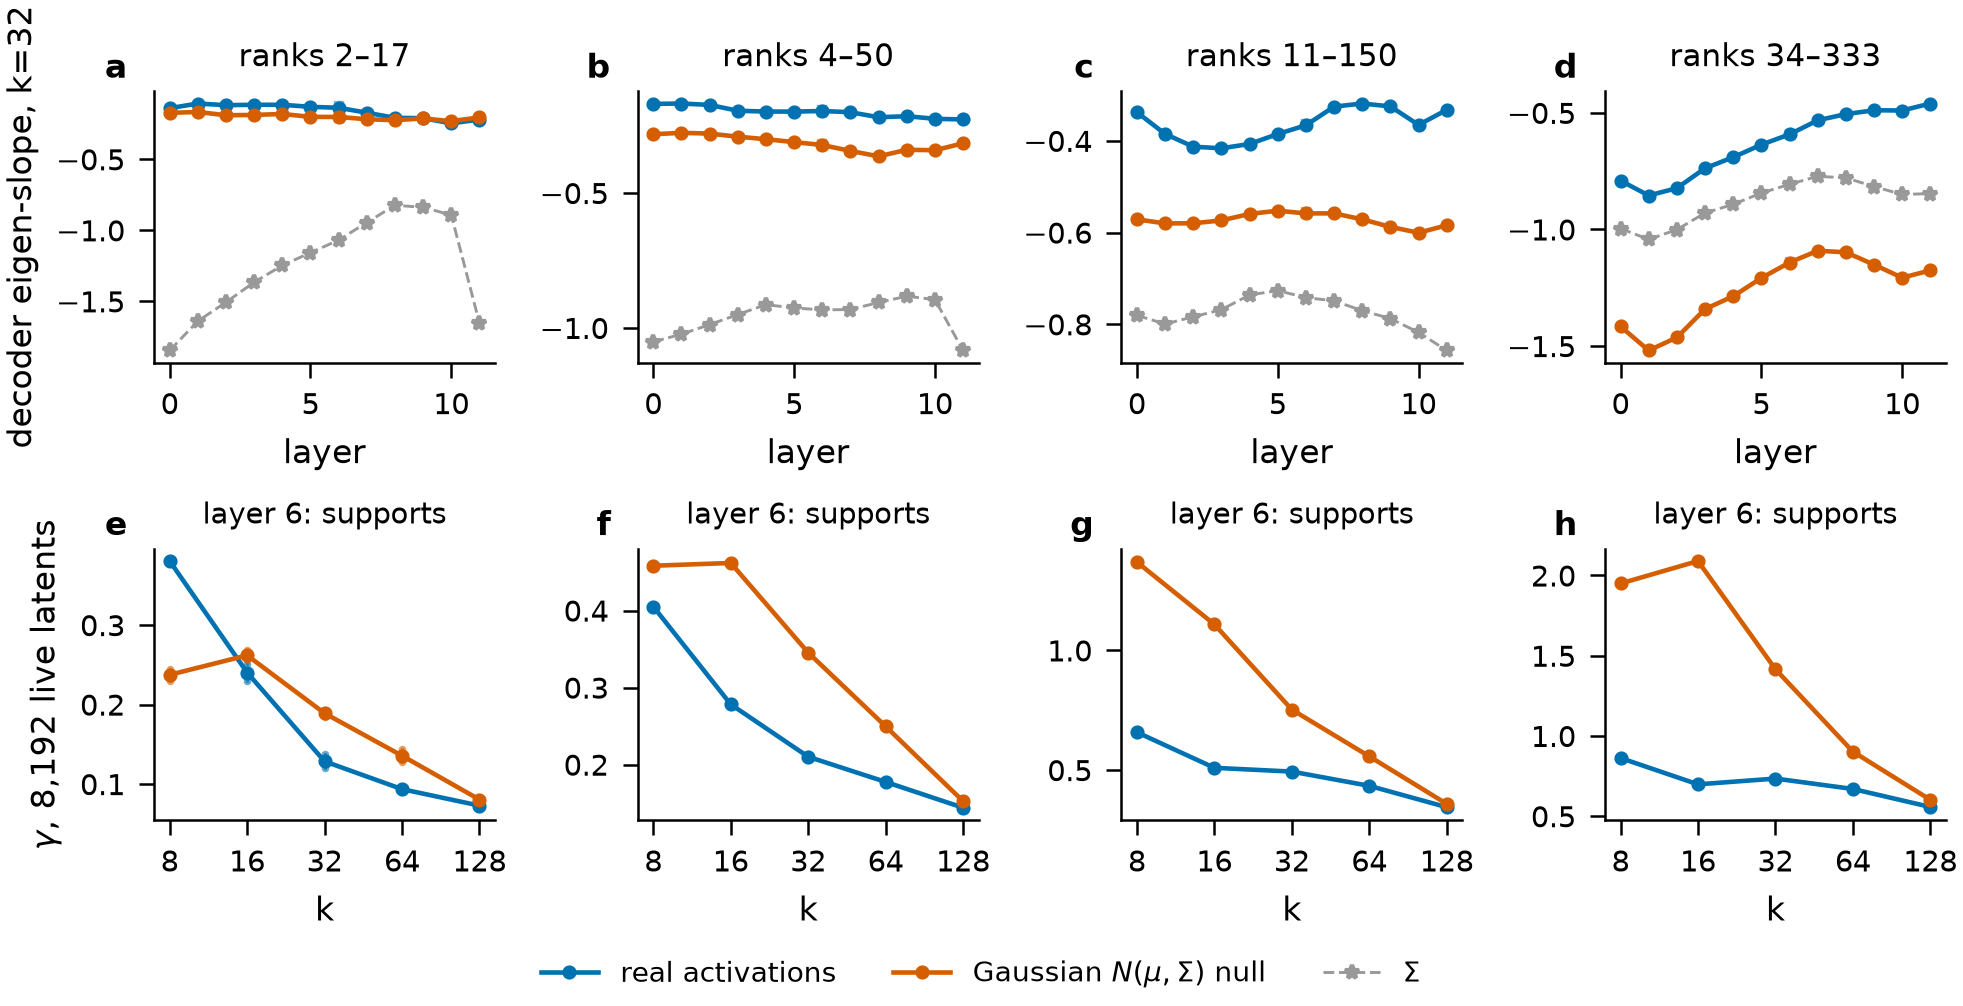 decoder eigen-slope, k=32
a
ranks 2–17
−0.5
−1.0
−1.5
0
5
10
layer
b
ranks 4–50
−0.5
−1.0
0
5
10
layer
c
ranks 11–150
−0.4
−0.6
−0.8
0
5
10
layer
d
ranks 34–333
−0.5
−1.0
−1.5
0
5
10
layer
γ, 8,192 live latents
e
layer 6: supports
0.3
0.2
0.1
8 16 32 64 128
k
f
layer 6: supports
0.4
0.3
0.2
8 16 32 64 128
k
g
layer 6: supports
1.0
0.5
8 16 32 64 128
k
h
layer 6: supports
2.0
1.5
1.0
0.5
8 16 32 64 128
k
real activations
Gaussian N(μ, Σ) null
Σ